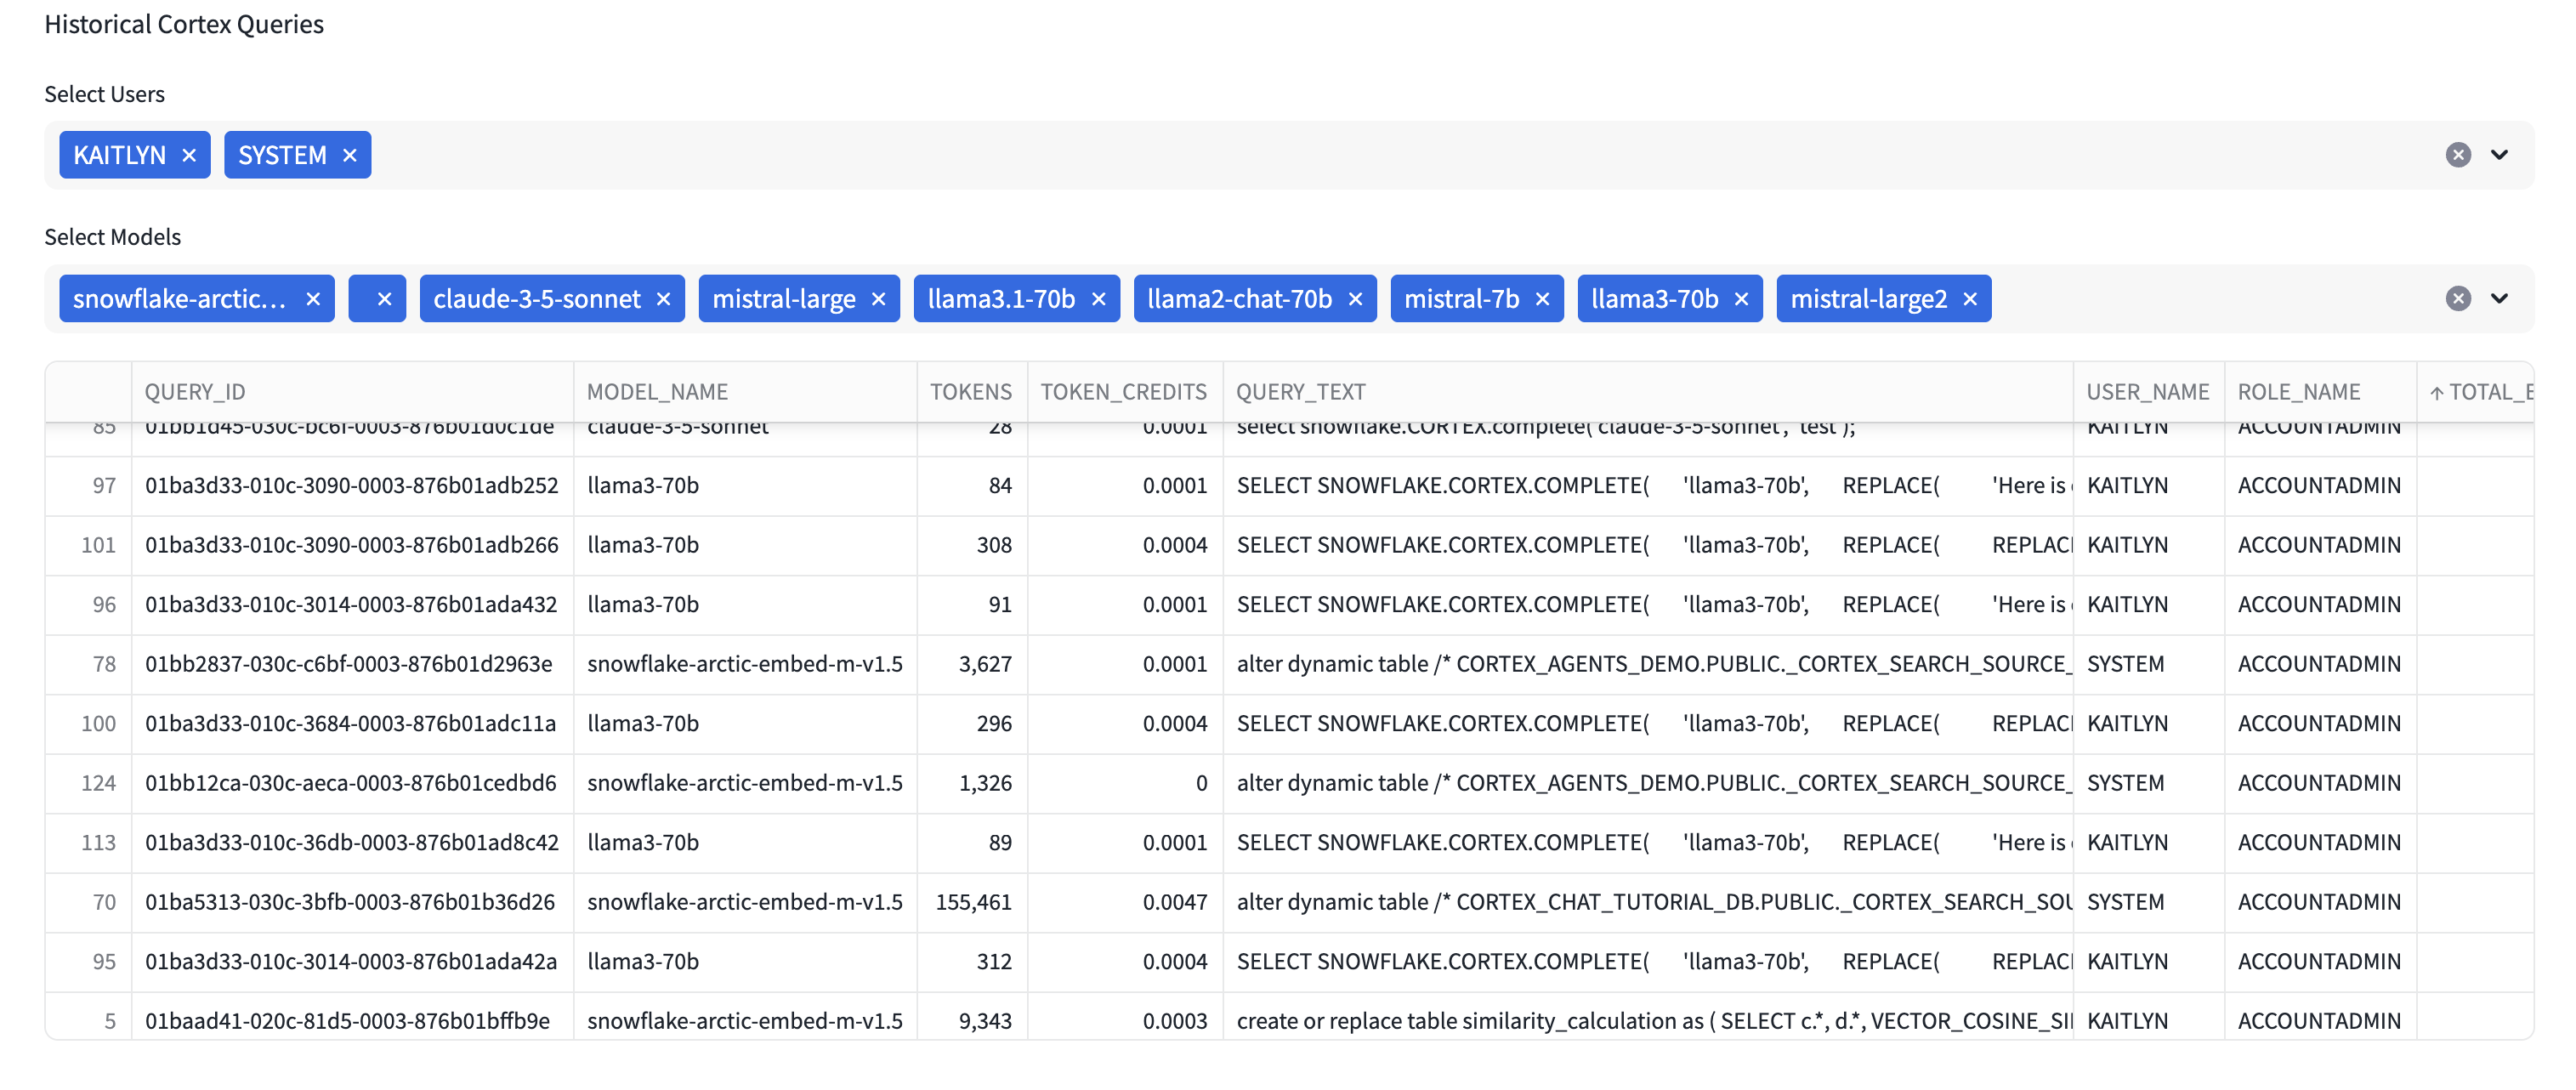 Historical Cortex Queries
Select Users
KAITLYN × SYSTEM ×
Select Models
snowflake-arctic... × × claude-3-5-sonnet × mistral-large × llama3.1-70b × llama2-chat-70b × mistral-7b × llama3-70b × mistral-large2 ×
QUERY_ID MODEL_NAME TOKENS TOKEN_CREDITS QUERY_TEXT USER_NAME ROLE_NAME ↑ TOTAL_E
85 01bb1d45-030c-bc6f-0003-876b01d0c1de claude-3-5-sonnet 28 0.0001 select snowflake.CORTEX.complete('claude-3-5-sonnet', 'test'); KAITLYN ACCOUNTADMIN
97 01ba3d33-010c-3090-0003-876b01adb252 llama3-70b 84 0.0001 SELECT SNOWFLAKE.CORTEX.COMPLETE( 'llama3-70b', REPLACE( 'Here is KAITLYN ACCOUNTADMIN
101 01ba3d33-010c-3090-0003-876b01adb266 llama3-70b 308 0.0004 SELECT SNOWFLAKE.CORTEX.COMPLETE( 'llama3-70b', REPLACE( REPLAC KAITLYN ACCOUNTADMIN
96 01ba3d33-010c-3014-0003-876b01ada432 llama3-70b 91 0.0001 SELECT SNOWFLAKE.CORTEX.COMPLETE( 'llama3-70b', REPLACE( 'Here is KAITLYN ACCOUNTADMIN
78 01bb2837-030c-c6bf-0003-876b01d2963e snowflake-arctic-embed-m-v1.5 3,627 0.0001 alter dynamic table /* CORTEX_AGENTS_DEMO.PUBLIC._CORTEX_SEARCH_SOURCE_ SYSTEM ACCOUNTADMIN
100 01ba3d33-010c-3684-0003-876b01adc11a llama3-70b 296 0.0004 SELECT SNOWFLAKE.CORTEX.COMPLETE( 'llama3-70b', REPLACE( REPLAC KAITLYN ACCOUNTADMIN
124 01bb12ca-030c-aeca-0003-876b01cedbd6 snowflake-arctic-embed-m-v1.5 1,326 0 alter dynamic table /* CORTEX_AGENTS_DEMO.PUBLIC._CORTEX_SEARCH_SOURCE_ SYSTEM ACCOUNTADMIN
113 01ba3d33-010c-36db-0003-876b01ad8c42 llama3-70b 89 0.0001 SELECT SNOWFLAKE.CORTEX.COMPLETE( 'llama3-70b', REPLACE( 'Here is KAITLYN ACCOUNTADMIN
70 01ba5313-030c-3bfb-0003-876b01b36d26 snowflake-arctic-embed-m-v1.5 155,461 0.0047 alter dynamic table /* CORTEX_CHAT_TUTORIAL_DB.PUBLIC._CORTEX_SEARCH_SOU SYSTEM ACCOUNTADMIN
95 01ba3d33-010c-3014-0003-876b01ada42a llama3-70b 312 0.0004 SELECT SNOWFLAKE.CORTEX.COMPLETE( 'llama3-70b', REPLACE( REPLAC KAITLYN ACCOUNTADMIN
5 01baad41-020c-81d5-0003-876b01bffb9e snowflake-arctic-embed-m-v1.5 9,343 0.0003 create or replace table similarity_calculation as ( SELECT c.*, d.*, VECTOR_COSINE_SI KAITLYN ACCOUNTADMIN